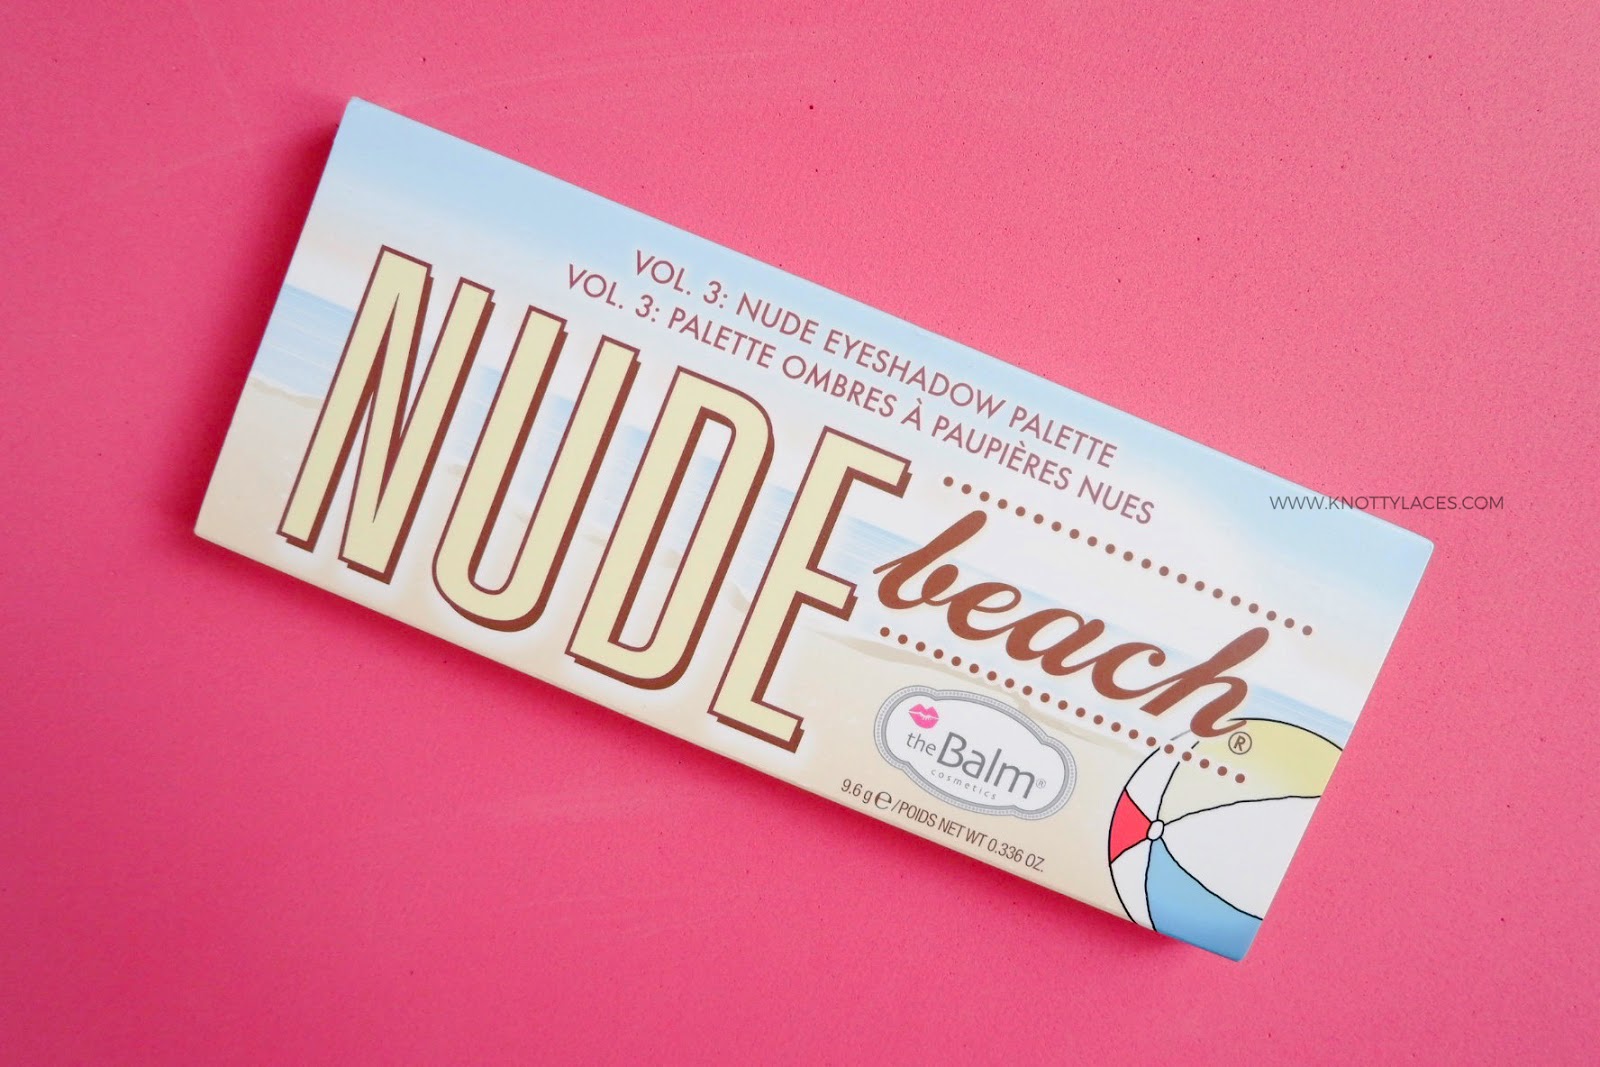 VOL. 3: NUDE EYESHADOW PALETTE
VOL. 3: PALETTE OMBRES À PAUPIÈRES NUES
NUDE
beach®
theBalm®
cosmetics
9.6 g ℮/POIDS NET WT 0.336 OZ.
WWW.KNOTTYLACES.COM